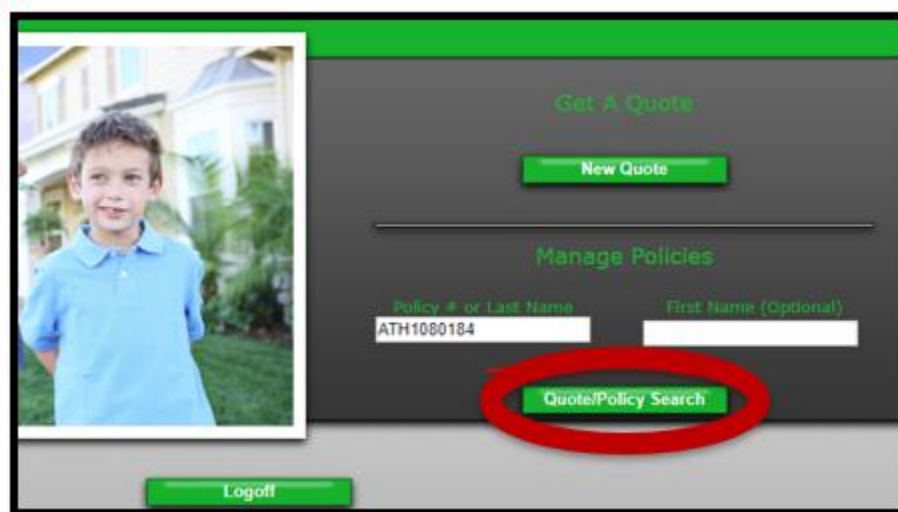 Get A Quote
New Quote
Manage Policies
Policy # or Last Name First Name (Optional)
ATH1080184
Quote/Policy Search
Logoff